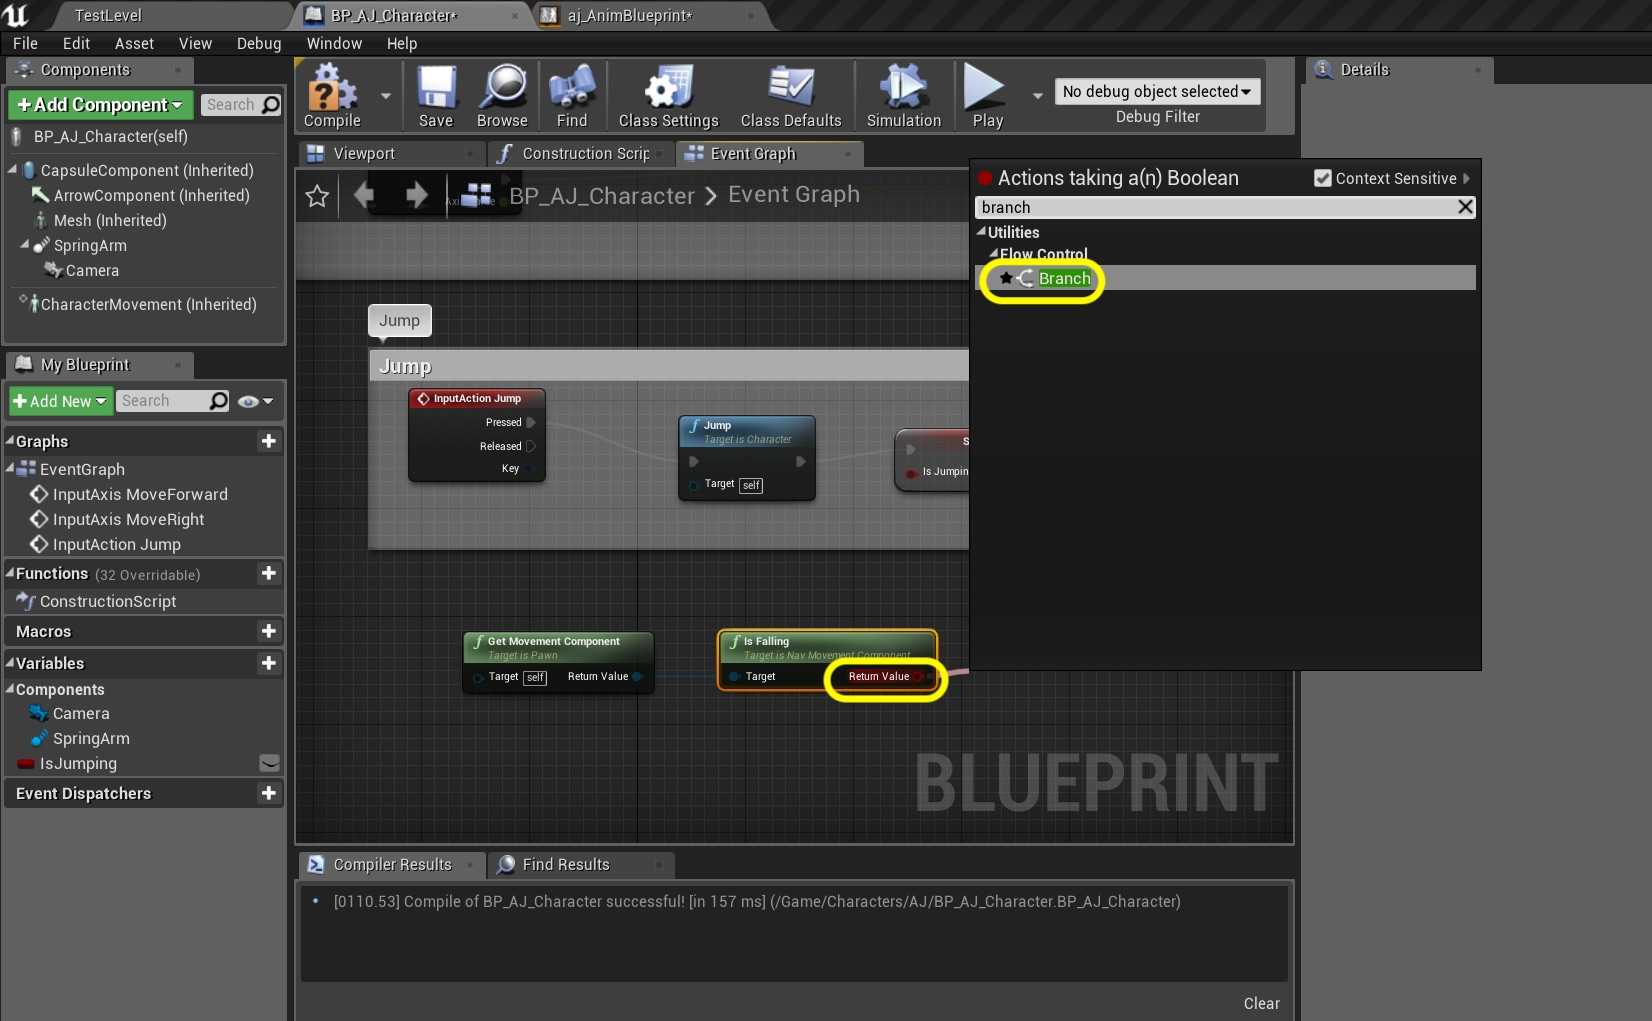 TestLevel
BP_AJ_Character*
aj_AnimBlueprint*
File Edit Asset View Debug Window Help
Components
+Add Component
Search
BP_AJ_Character(self)
CapsuleComponent (Inherited)
ArrowComponent (Inherited)
Mesh (Inherited)
SpringArm
Camera
CharacterMovement (Inherited)
My Blueprint
+Add New
Search
Graphs
EventGraph
InputAxis MoveForward
InputAxis MoveRight
InputAction Jump
Functions (32 Overridable)
ConstructionScript
Macros
Variables
Components
Camera
SpringArm
IsJumping
Event Dispatchers
Compile
Save
Browse
Find
Class Settings
Class Defaults
Simulation
Play
No debug object selected
Debug Filter
Viewport
Construction Scrip
Event Graph
BP_AJ_Character > Event Graph
Jump
Jump
InputAction Jump
Pressed
Released
Key
Jump
Target is Character
Target self
S
Is Jumpin
Get Movement Component
Target is Pawn
Target self Return Value
Is Falling
Target is Nav Movement Component
Target Return Value
BLUEPRINT
Actions taking a(n) Boolean
Context Sensitive
branch
Utilities
Flow Control
Branch
Details
Compiler Results
Find Results
[0110.53] Compile of BP_AJ_Character successful! [in 157 ms] (/Game/Characters/AJ/BP_AJ_Character.BP_AJ_Character)
Clear